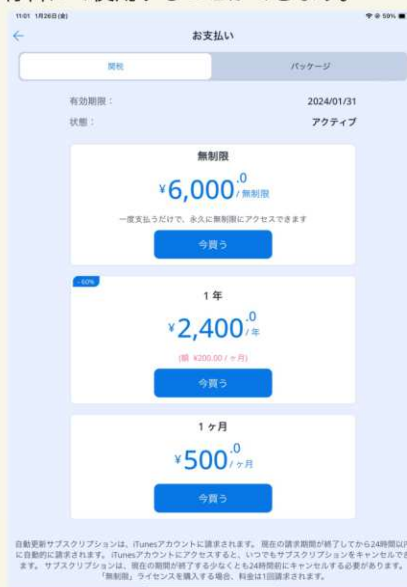 11:01 1月26日(金)
59%
お支払い
関税 パッケージ
有効期限： 2024/01/31
状態： アクティブ
無制限
¥6,000.0/無制限
一度支払うだけで、永久に無制限にアクセスできます
今買う
-60%
1 年
¥2,400.0/年
(額 ¥200.00 / ヶ月)
今買う
1 ヶ月
¥500.0/ヶ月
今買う
自動更新サブスクリプションは、iTunesアカウントに請求されます。 現在の請求期間が終了してから24時間以内
に自動的に請求されます。iTunesアカウントにアクセスすると、いつでもサブスクリプションをキャンセルでき
ます。 サブスクリプションは、現在の期間が終了する少なくとも24時間前にキャンセルする必要があります。
「無制限」ライセンスを購入する場合、料金は1回請求されます。